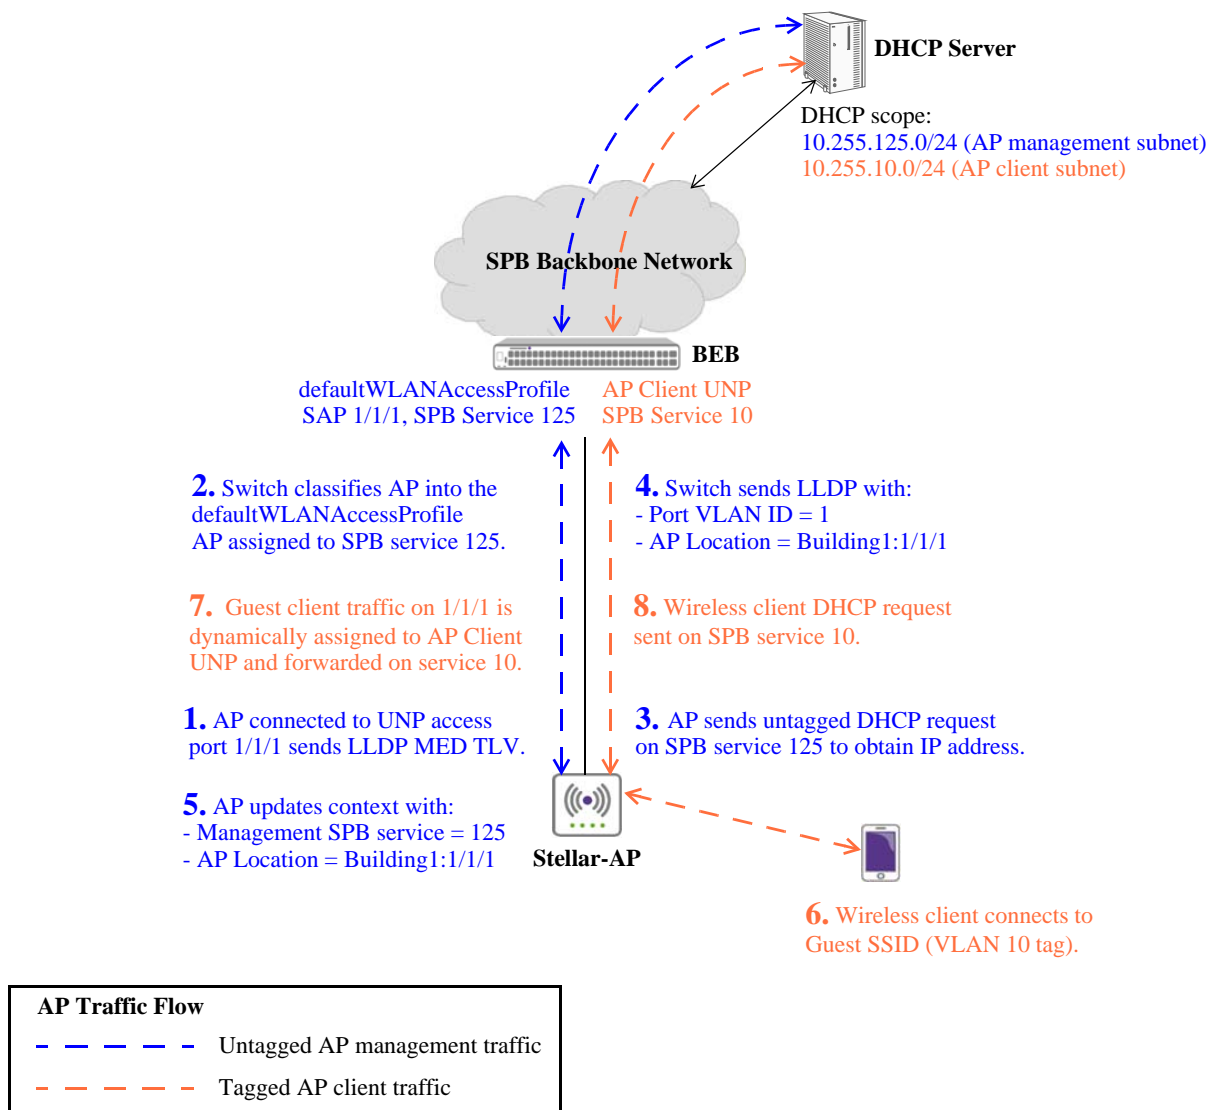 DHCP Server
DHCP scope:
10.255.125.0/24 (AP management subnet)
10.255.10.0/24 (AP client subnet)
SPB Backbone Network
BEB
defaultWLANAccessProfile
SAP 1/1/1, SPB Service 125
AP Client UNP
SPB Service 10
2. Switch classifies AP into the
defaultWLANAccessProfile
AP assigned to SPB service 125.
4. Switch sends LLDP with:
- Port VLAN ID = 1
- AP Location = Building1:1/1/1
7. Guest client traffic on 1/1/1 is
dynamically assigned to AP Client
UNP and forwarded on service 10.
8. Wireless client DHCP request
sent on SPB service 10.
1. AP connected to UNP access
port 1/1/1 sends LLDP MED TLV.
3. AP sends untagged DHCP request
on SPB service 125 to obtain IP address.
5. AP updates context with:
- Management SPB service = 125
- AP Location = Building1:1/1/1
Stellar-AP
6. Wireless client connects to
Guest SSID (VLAN 10 tag).
AP Traffic Flow
Untagged AP management traffic
Tagged AP client traffic